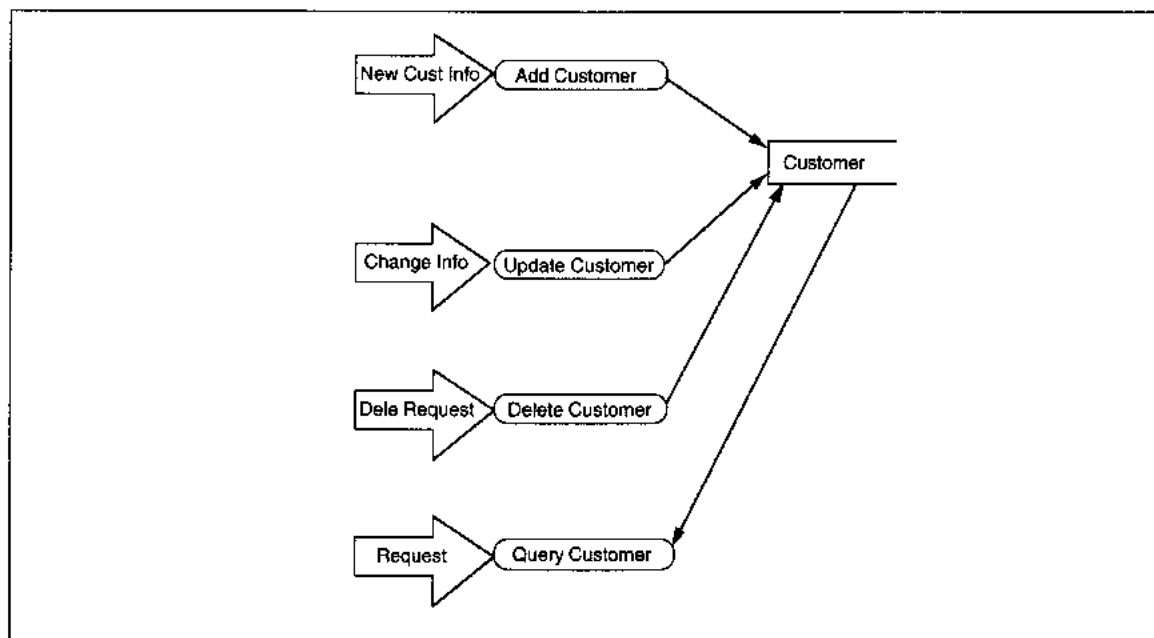 New Cust Info
Add Customer
Customer
Change Info
Update Customer
Dele Request
Delete Customer
Request
Query Customer